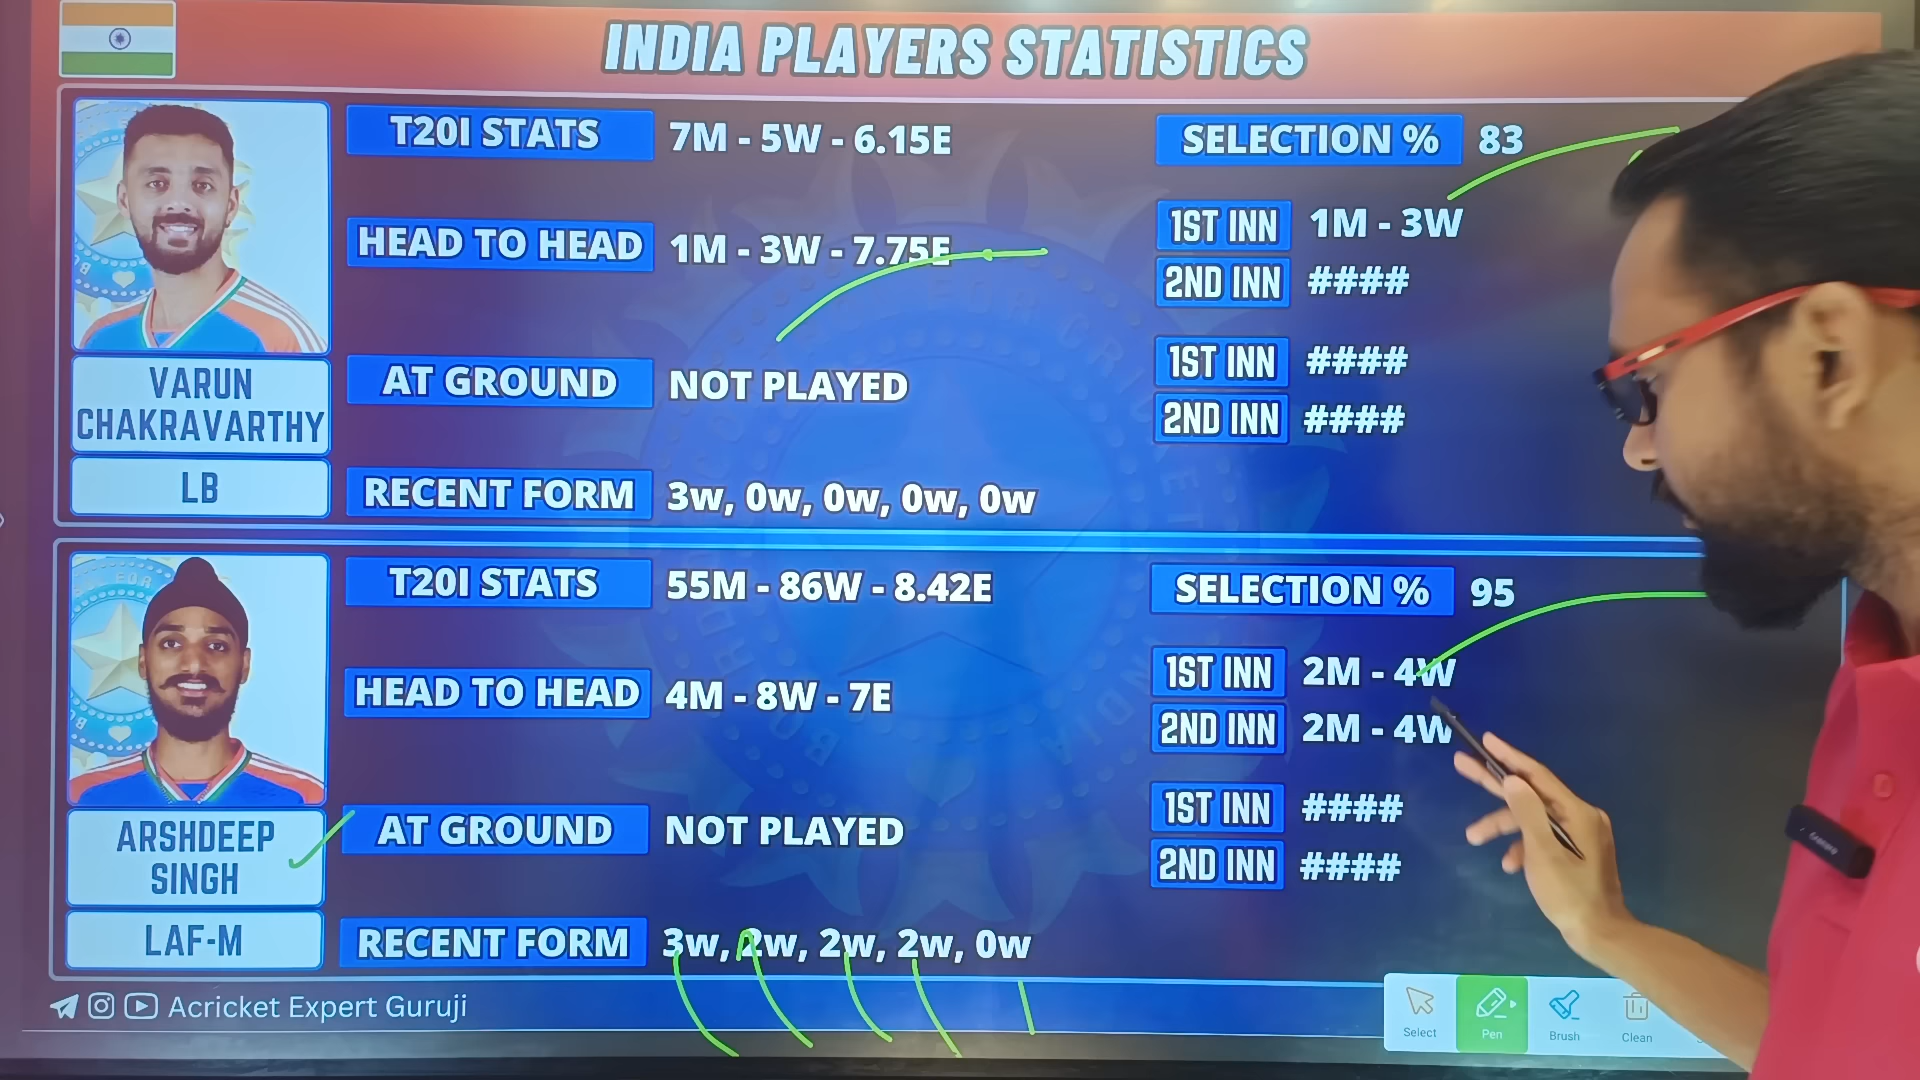 INDIA PLAYERS STATISTICS
T20I STATS 7M - 5W - 6.15E
SELECTION % 83
HEAD TO HEAD 1M - 3W - 7.75E
1ST INN 1M - 3W
2ND INN ####
AT GROUND NOT PLAYED
1ST INN ####
2ND INN ####
VARUN
CHAKRAVARTHY
LB
RECENT FORM 3w, 0w, 0w, 0w, 0w
T20I STATS 55M - 86W - 8.42E
SELECTION % 95
HEAD TO HEAD 4M - 8W - 7E
1ST INN 2M - 4W
2ND INN 2M - 4W
AT GROUND NOT PLAYED
1ST INN ####
2ND INN ####
ARSHDEEP
SINGH
LAF-M
RECENT FORM 3w, 2w, 2w, 2w, 0w
Acricket Expert Guruji
Select Pen Brush Clean